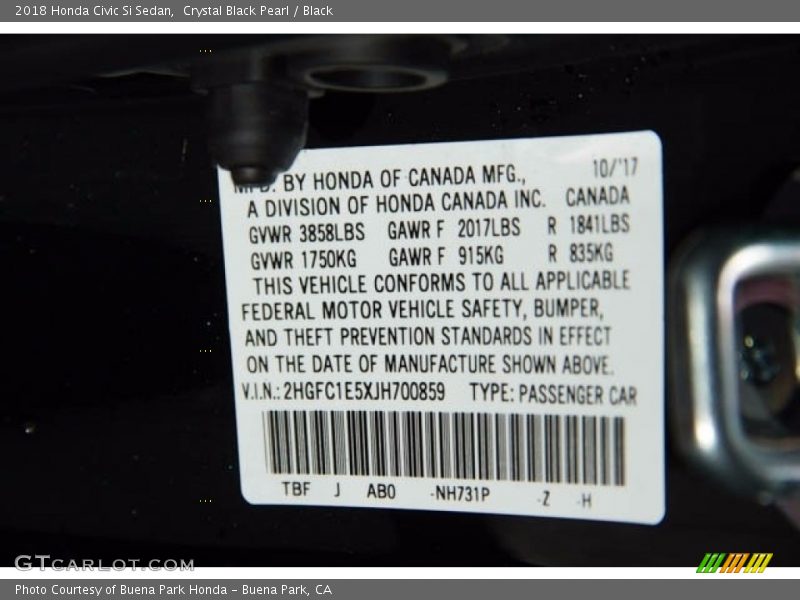 2018 Honda Civic Si Sedan, Crystal Black Pearl / Black
MFD. BY HONDA OF CANADA MFG., 10/'17
A DIVISION OF HONDA CANADA INC. CANADA
GVWR 3858LBS GAWR F 2017LBS R 1841LBS
GVWR 1750KG GAWR F 915KG R 835KG
THIS VEHICLE CONFORMS TO ALL APPLICABLE
FEDERAL MOTOR VEHICLE SAFETY, BUMPER,
AND THEFT PREVENTION STANDARDS IN EFFECT
ON THE DATE OF MANUFACTURE SHOWN ABOVE.
V.I.N.: 2HGFC1E5XJH700859 TYPE: PASSENGER CAR
TBF J AB0 -NH731P -Z -H
GTCARLOT.COM
Photo Courtesy of Buena Park Honda - Buena Park, CA